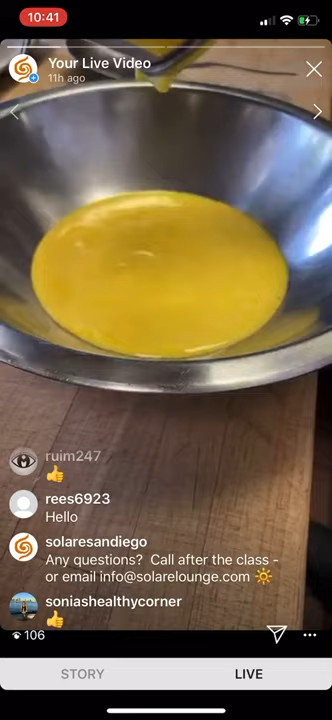 10:41
Your Live Video
11h ago
ruim247
👍
rees6923
Hello
solaresandiego
Any questions? Call after the class -
or email info@solarelounge.com ☀️
soniashealthycorner
👍
106
STORY LIVE